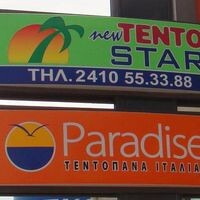 new TENTO
STAR
ΤΗΛ. 2410 55.33.88
Paradise
ΤΕΝΤΟΠΑΝΑ ΙΤΑΛΙΑ